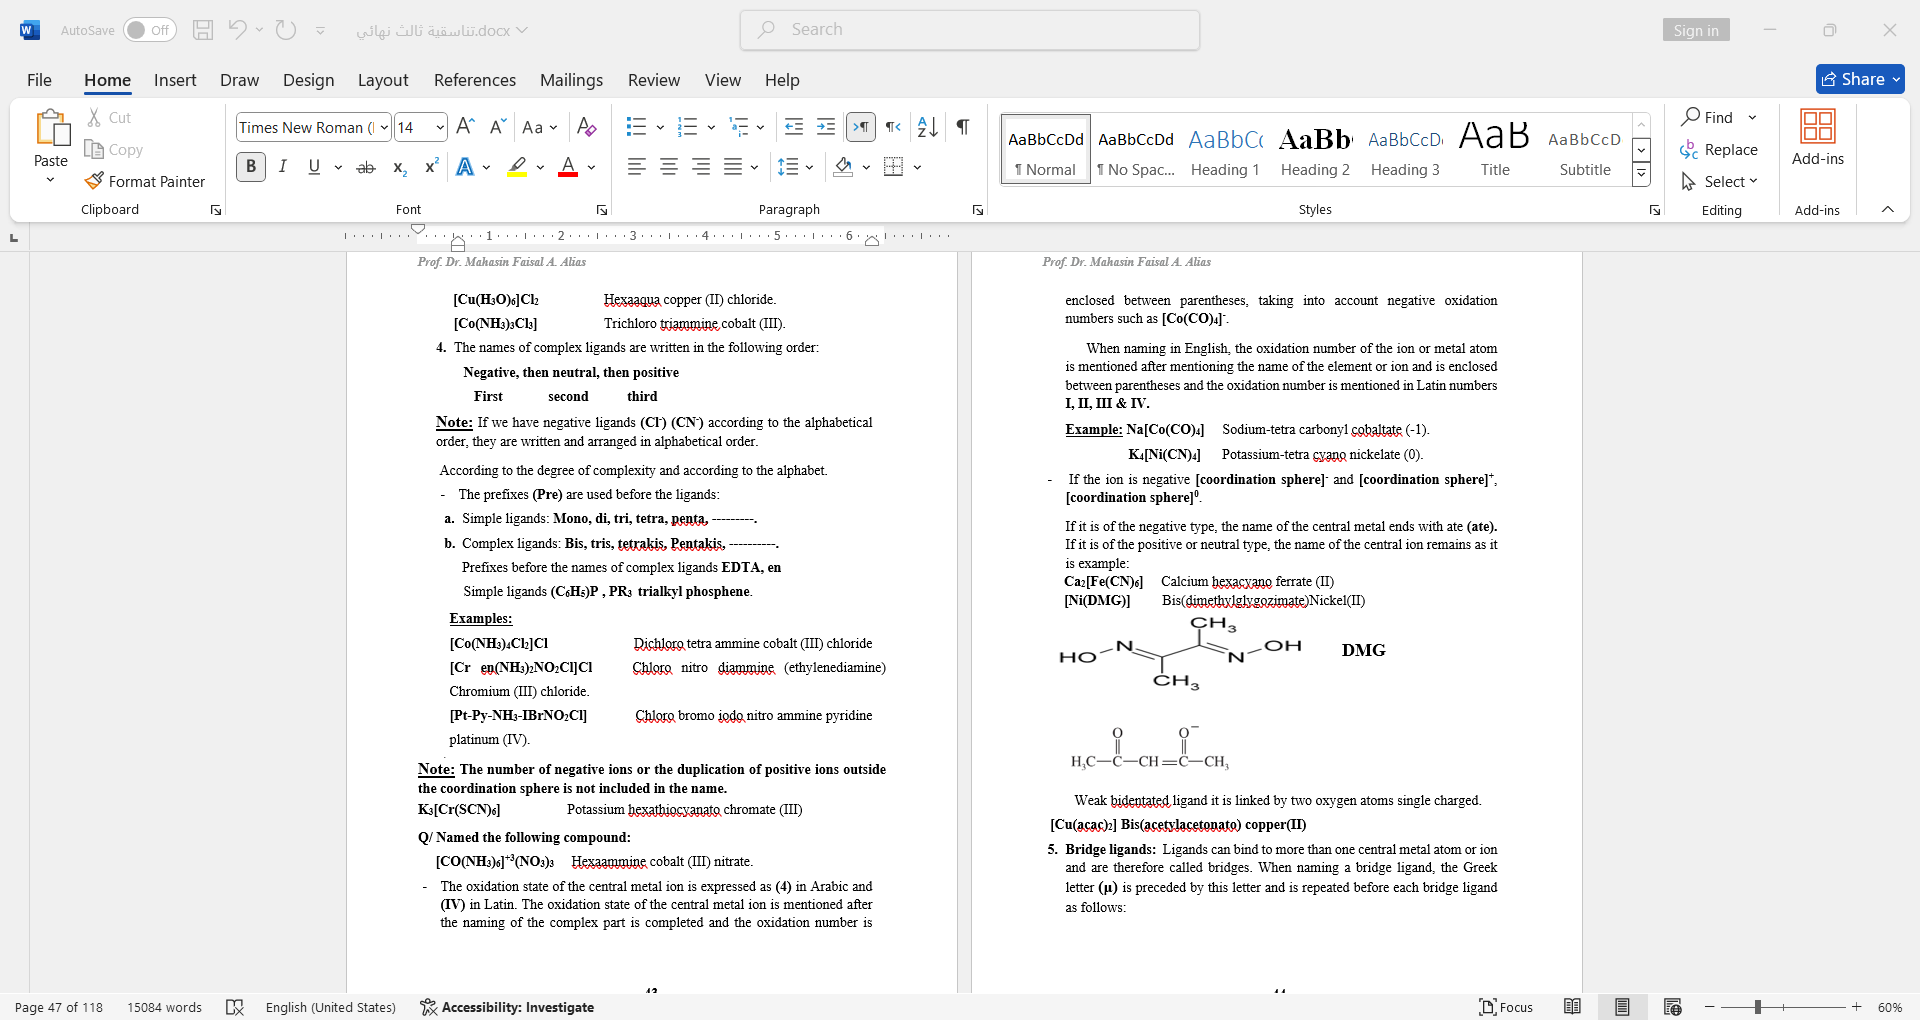 AutoSave Off تناسقية ثالث نهائي.docx Search Sign in
File Home Insert Draw Design Layout References Mailings Review View Help Share
Paste Cut Copy Format Painter Clipboard
Times New Roman ( 14 Font
Paragraph
AaBbCcDd ¶ Normal AaBbCcDd ¶ No Spac... AaBbCc Heading 1 AaBb Heading 2 AaBbCcD Heading 3 AaB Title AaBbCcD Subtitle Styles
Find Replace Select Editing
Add-ins Add-ins
1 2 3 4 5 6
Prof. Dr. Mahasin Faisal A. Alias
[Cu(H₃O)₆]Cl₂ Hexaaqua copper (II) chloride.
[Co(NH₃)₃Cl₃] Trichloro triammine cobalt (III).
4. The names of complex ligands are written in the following order:
Negative, then neutral, then positive
First second third
Note: If we have negative ligands (Cl⁻) (CN⁻) according to the alphabetical
order, they are written and arranged in alphabetical order.
According to the degree of complexity and according to the alphabet.
- The prefixes (Pre) are used before the ligands:
a. Simple ligands: Mono, di, tri, tetra, penta, ---------.
b. Complex ligands: Bis, tris, tetrakis, Pentakis, ----------.
Prefixes before the names of complex ligands EDTA, en
Simple ligands (C₆H₅)P , PR₃ trialkyl phosphene.
Examples:
[Co(NH₃)₄Cl₂]Cl Dichloro tetra ammine cobalt (III) chloride
[Cr en(NH₃)₂NO₂Cl]Cl Chloro nitro diammine (ethylenediamine)
Chromium (III) chloride.
[Pt-Py-NH₃-IBrNO₂Cl] Chloro bromo iodo nitro ammine pyridine
platinum (IV).
Note: The number of negative ions or the duplication of positive ions outside
the coordination sphere is not included in the name.
K₃[Cr(SCN)₆] Potassium hexathiocyanato chromate (III)
Q/ Named the following compound:
[CO(NH₃)₆]⁺³(NO₃)₃ Hexaammine cobalt (III) nitrate.
- The oxidation state of the central metal ion is expressed as (4) in Arabic and
(IV) in Latin. The oxidation state of the central metal ion is mentioned after
the naming of the complex part is completed and the oxidation number is
Prof. Dr. Mahasin Faisal A. Alias
enclosed between parentheses, taking into account negative oxidation
numbers such as [Co(CO)₄]⁻.
When naming in English, the oxidation number of the ion or metal atom
is mentioned after mentioning the name of the element or ion and is enclosed
between parentheses and the oxidation number is mentioned in Latin numbers
I, II, III & IV.
Example: Na[Co(CO)₄] Sodium-tetra carbonyl cobaltate (-1).
K₄[Ni(CN)₄] Potassium-tetra cyano nickelate (0).
- If the ion is negative [coordination sphere]⁻ and [coordination sphere]⁺,
[coordination sphere]⁰.
If it is of the negative type, the name of the central metal ends with ate (ate).
If it is of the positive or neutral type, the name of the central ion remains as it
is example:
Ca₂[Fe(CN)₆] Calcium hexacyano ferrate (II)
[Ni(DMG)] Bis(dimethylglygozimate)Nickel(II)
CH₃
HO N N OH DMG
CH₃
O O⁻
H₃C—C—CH=C—CH₃
Weak bidentated ligand it is linked by two oxygen atoms single charged.
[Cu(acac)₂] Bis(acetylacetonato) copper(II)
5. Bridge ligands: Ligands can bind to more than one central metal atom or ion
and are therefore called bridges. When naming a bridge ligand, the Greek
letter (μ) is preceded by this letter and is repeated before each bridge ligand
as follows:
Page 47 of 118 15084 words English (United States) Accessibility: Investigate Focus 60%